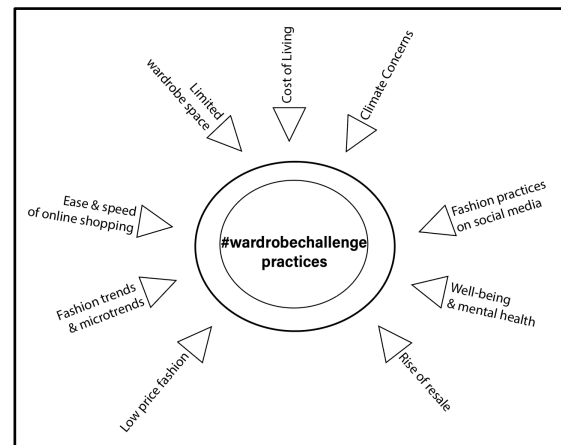 Cost of Living
Climate Concerns
Limited
wardrobe space
Ease & speed
of online shopping
Fashion practices
on social media
#wardrobechallenge
practices
Fashion trends
& microtrends
Well-being
& mental health
Low price fashion
Rise of resale